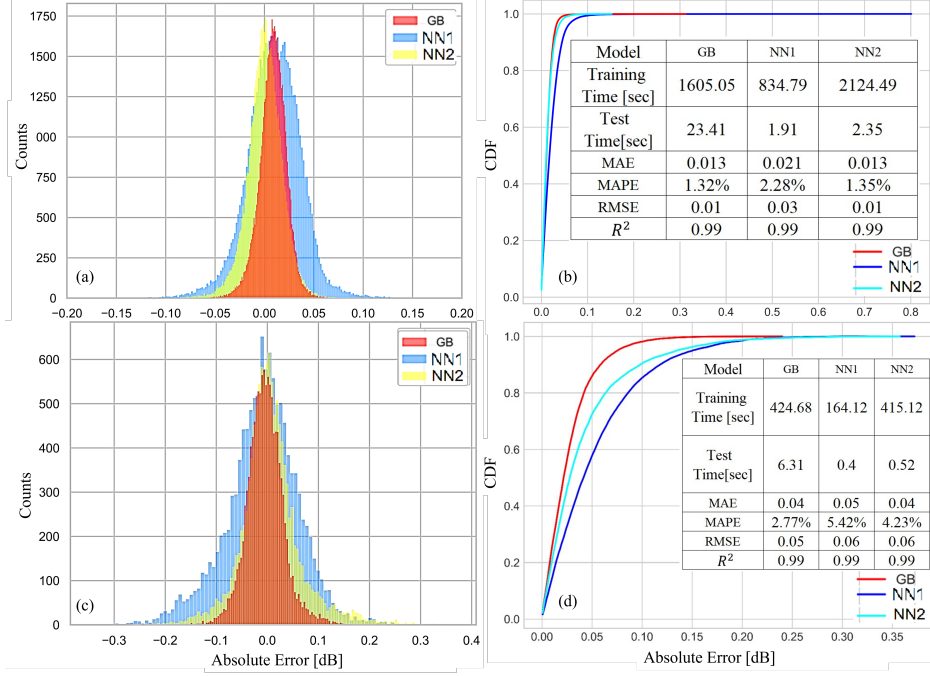 1750
1500
1250
000
750
500
250
0
Counts
GB
NN1
NN2
(a)
−0.20 −0.15 −0.10 −0.05 0.00 0.05 0.10 0.15 0.20
1.0
0.8
0.6
0.4
0.2
0.0
CDF
Model GB NN1 NN2
Training
Time [sec] 1605.05 834.79 2124.49
Test
Time[sec] 23.41 1.91 2.35
MAE 0.013 0.021 0.013
MAPE 1.32% 2.28% 1.35%
RMSE 0.01 0.03 0.01
R² 0.99 0.99 0.99
GB
NN1
NN2
(b)
0.0 0.1 0.2 0.3 0.4 0.5 0.6 0.7 0.8
600
500
400
300
200
100
0
Counts
GB
NN1
NN2
(c)
−0.3 −0.2 −0.1 0.0 0.1 0.2 0.3 0.4
Absolute Error [dB]
1.0
0.8
0.6
0.4
0.2
0.0
CDF
Model GB NN1 NN2
Training
Time [sec] 424.68 164.12 415.12
Test
Time[sec] 6.31 0.4 0.52
MAE 0.04 0.05 0.04
MAPE 2.77% 5.42% 4.23%
RMSE 0.05 0.06 0.06
R² 0.99 0.99 0.99
GB
NN1
NN2
(d)
0.00 0.05 0.10 0.15 0.20 0.25 0.30 0.35
Absolute Error [dB]